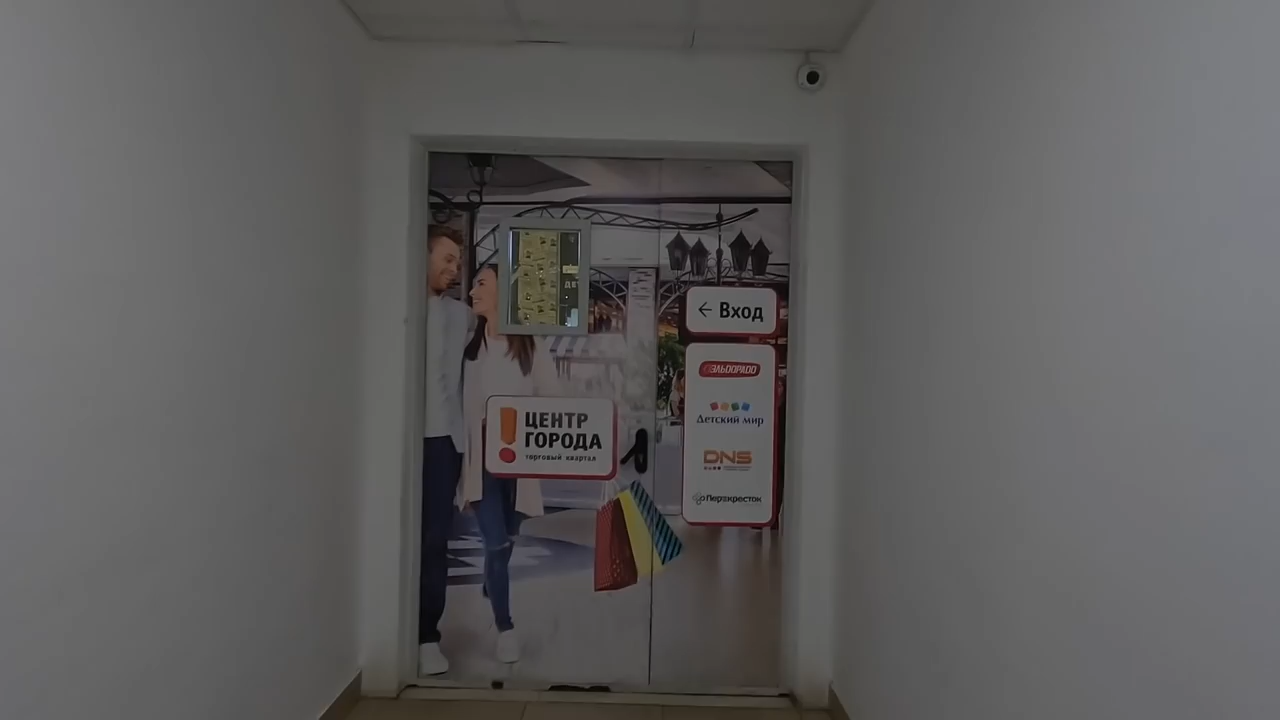 ← Вход
ЭЛЬДОРАДО
Детский мир
DNS
Перекресток
ЦЕНТР
ГОРОДА
торговый квартал